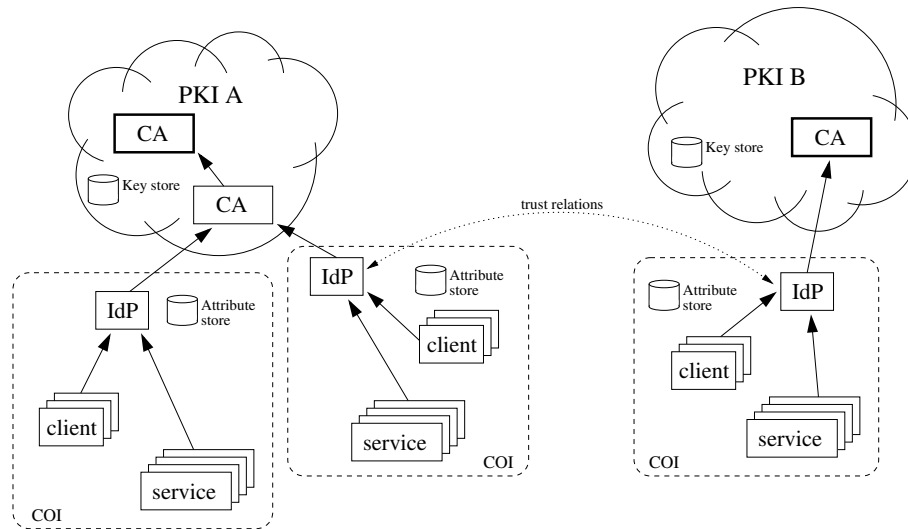 PKI A
CA
Key store
CA
PKI B
CA
Key store
trust relations
IdP
Attribute
store
client
service
COI
IdP
Attribute
store
client
service
COI
IdP
Attribute
store
client
service
COI